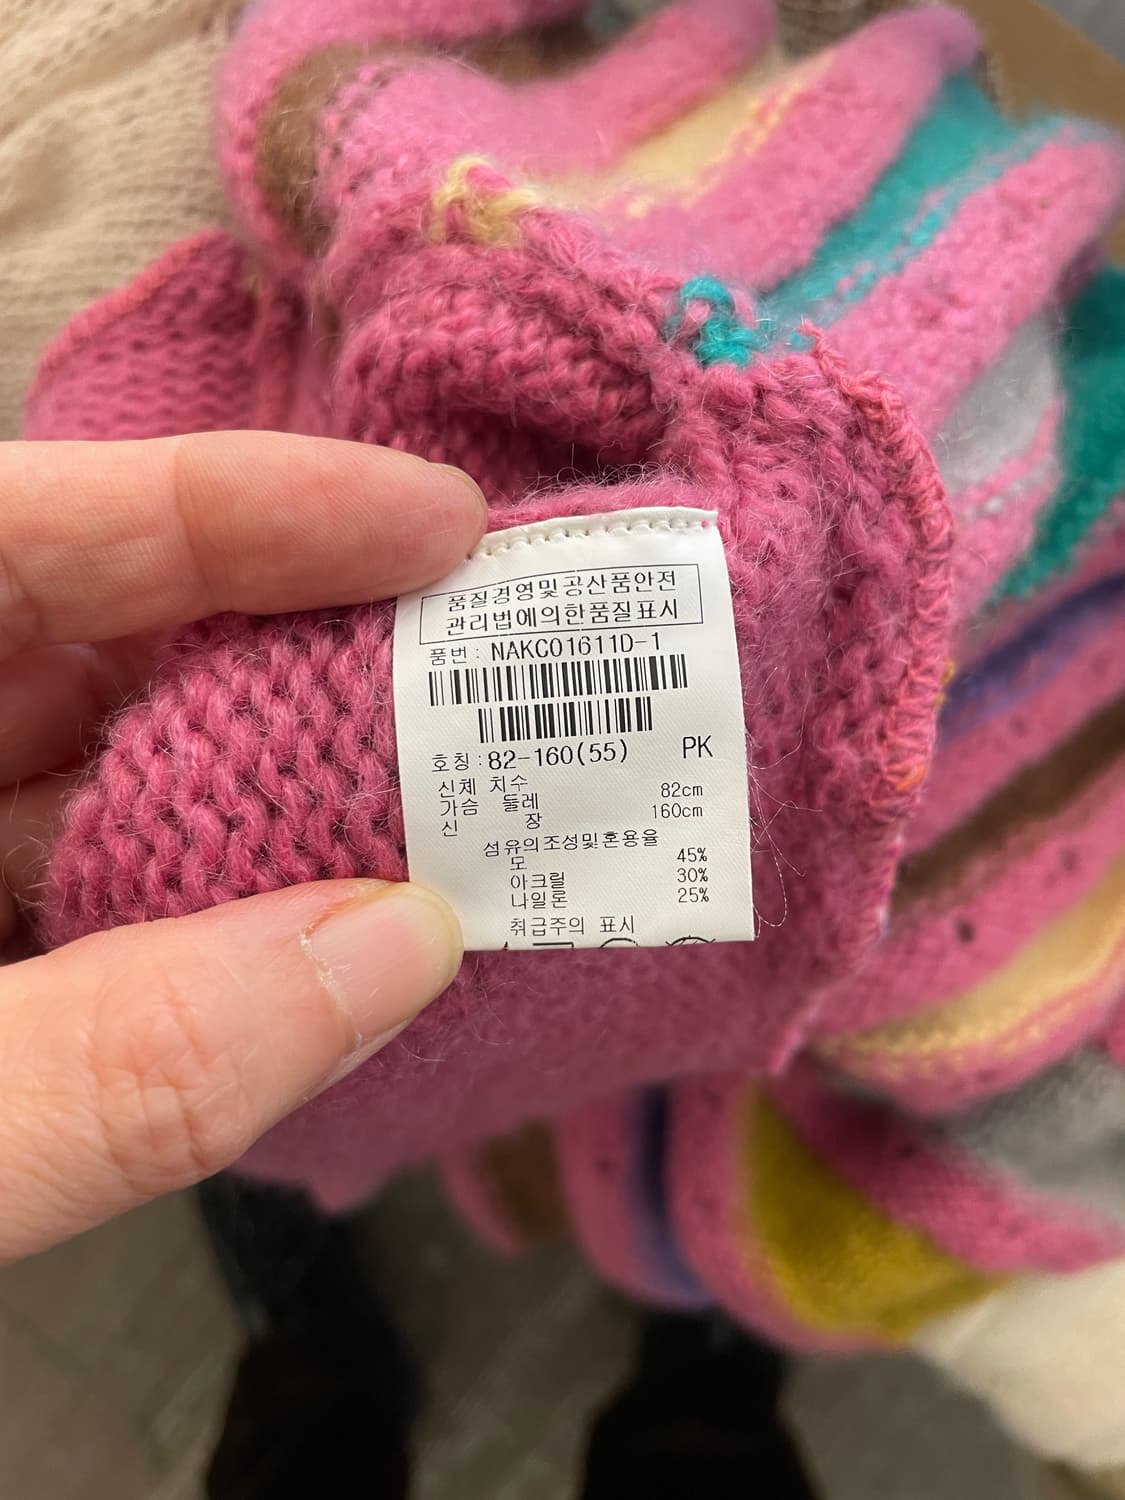 품질경영및공산품안전
관리법에의한품질표시
품번: NAKC01611D-1
호칭:82-160(55) PK
신체 치수
가슴 둘레 82cm
신 장 160cm
섬유의조성및혼용율
모 45%
아크릴 30%
나일론 25%
취급주의 표시